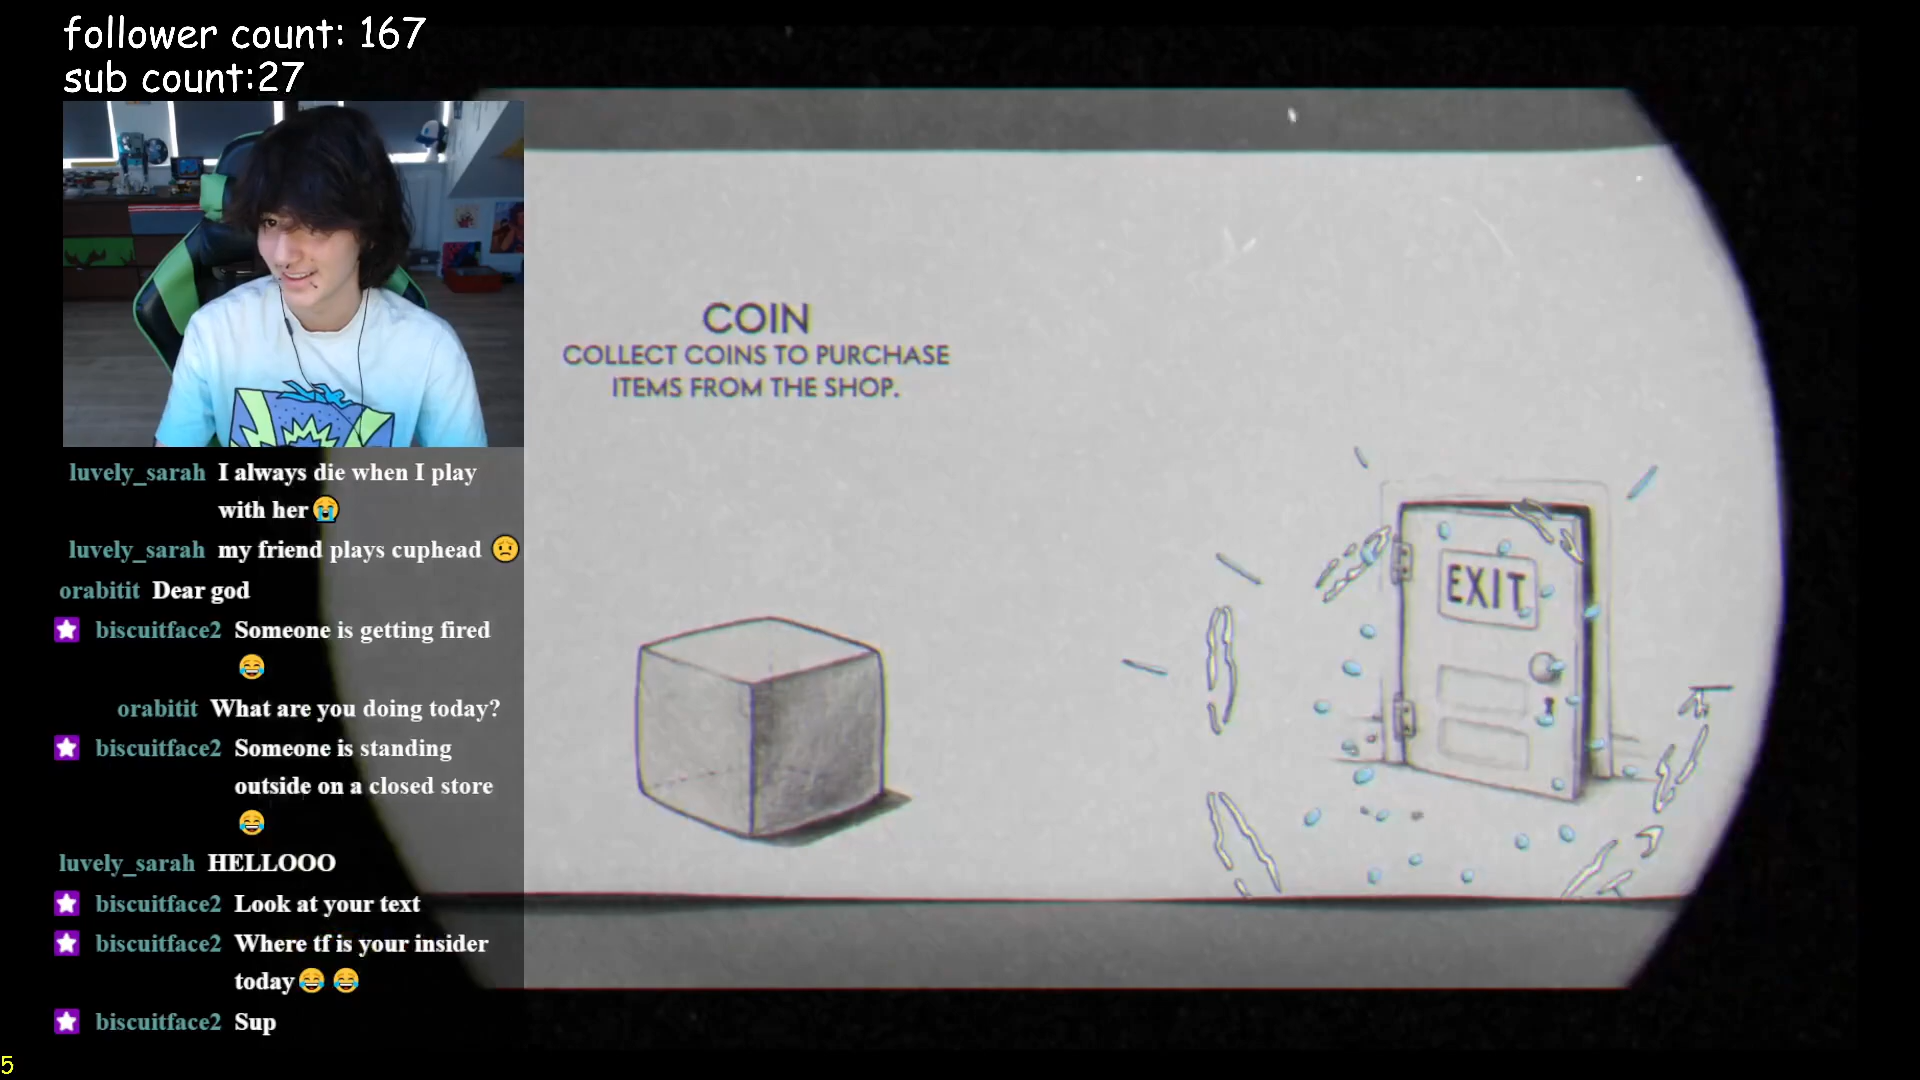 follower count: 167
sub count:27
luvely_sarah I always die when I play
with her 😭
luvely_sarah my friend plays cuphead 😟
orabitit Dear god
biscuitface2 Someone is getting fired
😂
orabitit What are you doing today?
biscuitface2 Someone is standing
outside on a closed store
😂
luvely_sarah HELLOOO
biscuitface2 Look at your text
biscuitface2 Where tf is your insider
today😂 😂
biscuitface2 Sup
5
COIN
COLLECT COINS TO PURCHASE
ITEMS FROM THE SHOP.
EXIT